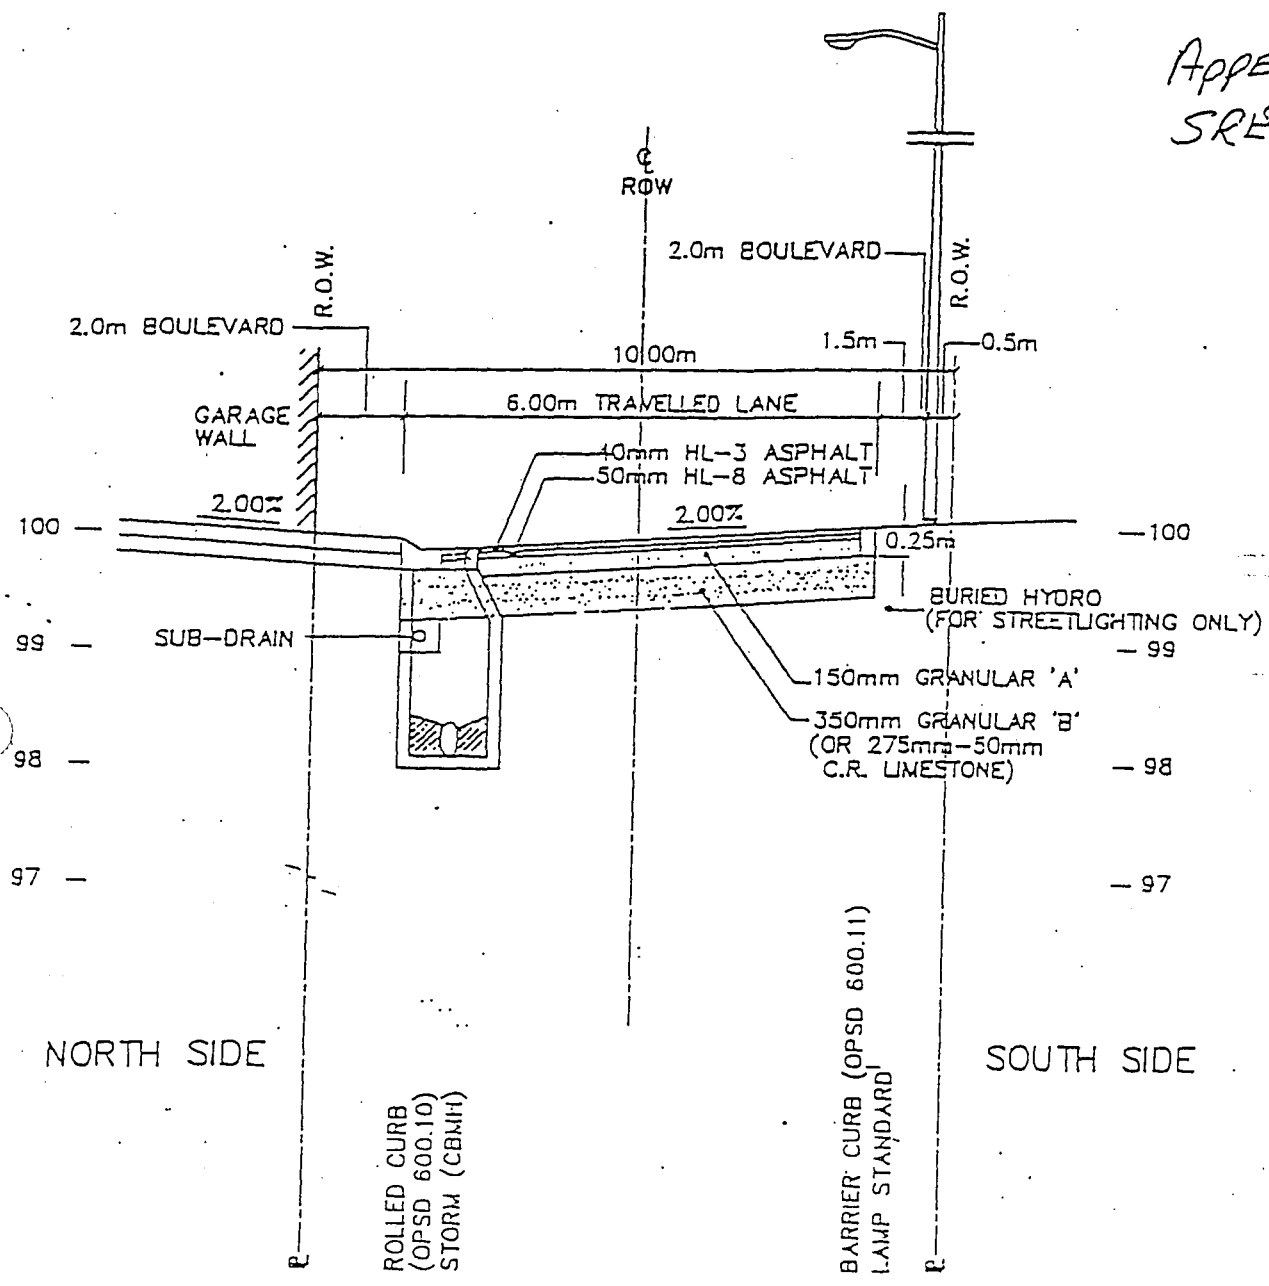 ℄
ROW
2.0m BOULEVARD
R.O.W.
R.O.W.
2.0m BOULEVARD
1.5m
0.5m
10.00m
6.00m TRAVELLED LANE
GARAGE
WALL
40mm HL-3 ASPHALT
50mm HL-8 ASPHALT
2.00%
2.00%
100
100
0.25m
BURIED HYDRO
(FOR STREETLIGHTING ONLY)
SUB-DRAIN
99
99
150mm GRANULAR 'A'
350mm GRANULAR 'B'
(OR 275mm-50mm
C.R. LIMESTONE)
98
98
97
97
NORTH SIDE
SOUTH SIDE
ROLLED CURB
(OPSD 600.10)
STORM (CBMH)
BARRIER CURB (OPSD 600.11)
LAMP STANDARD
PL
PL